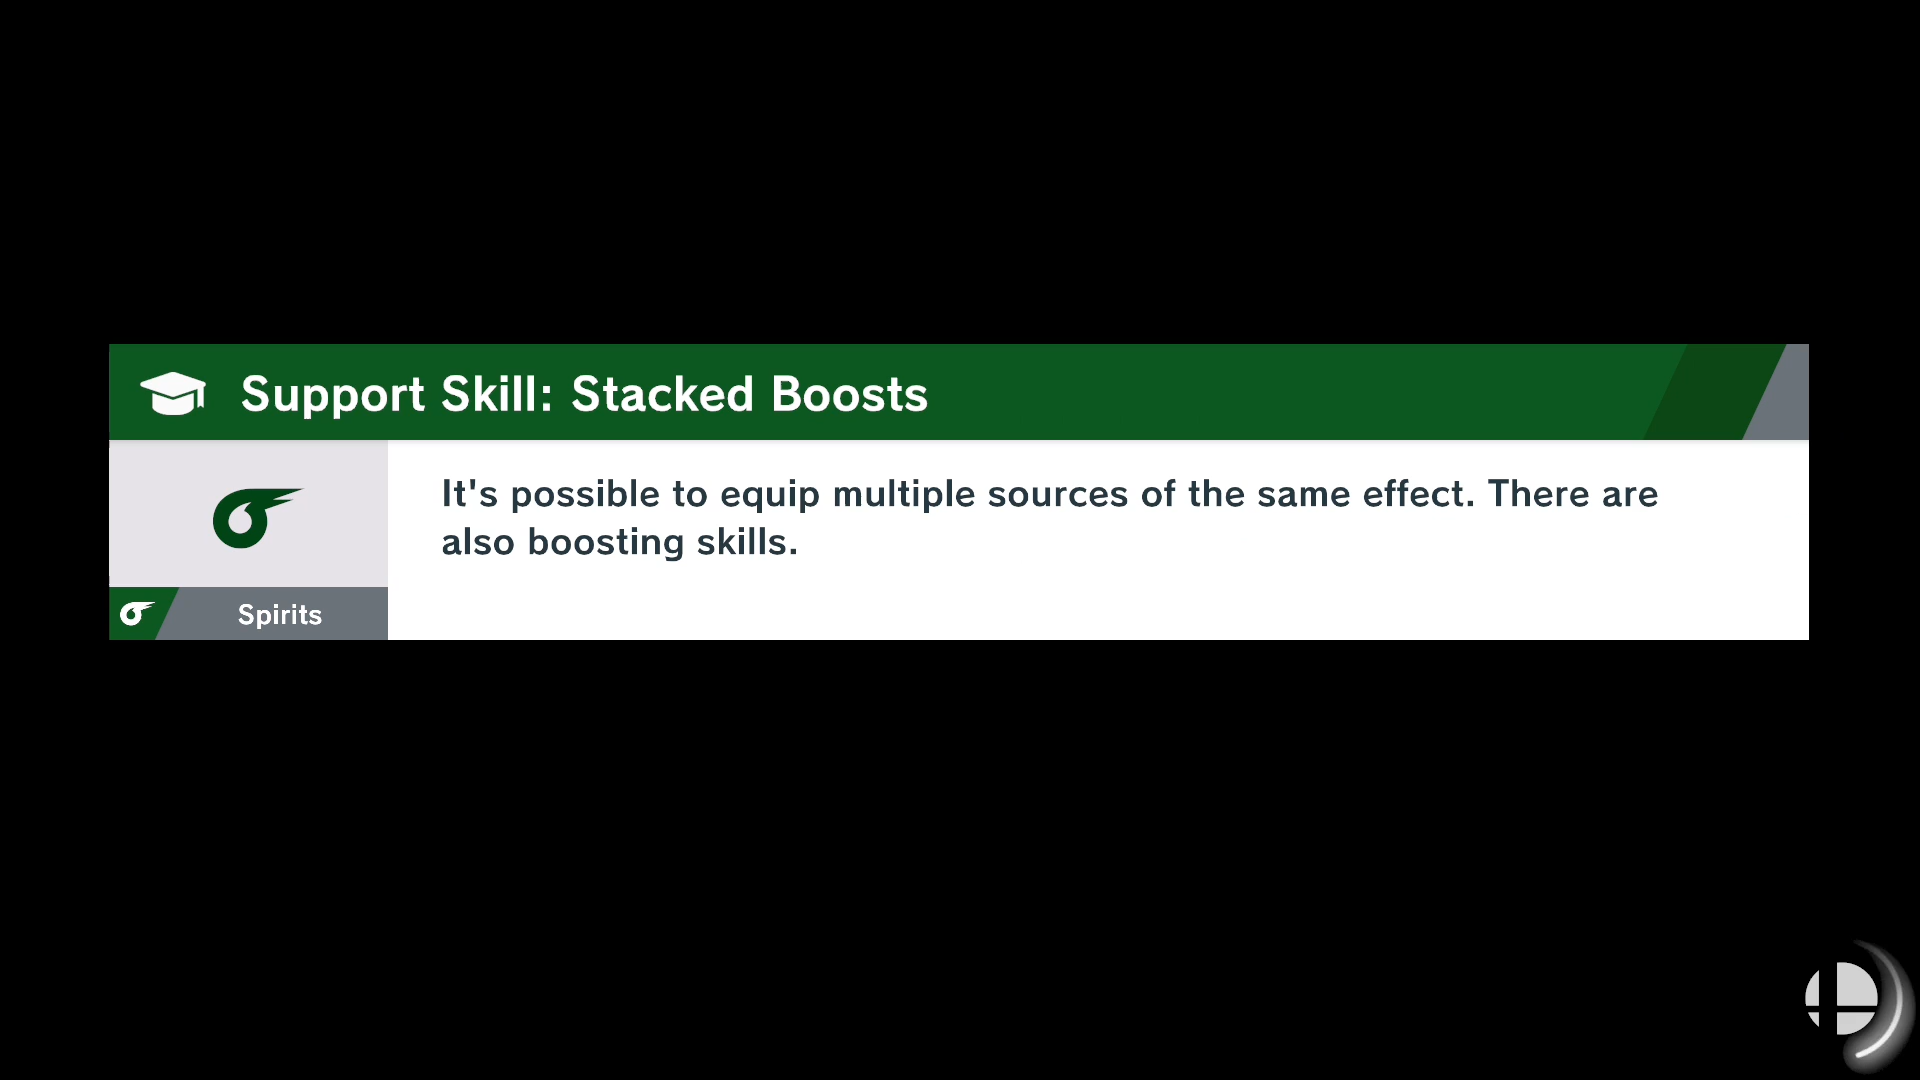 Support Skill: Stacked Boosts
It's possible to equip multiple sources of the same effect. There are
also boosting skills.
Spirits